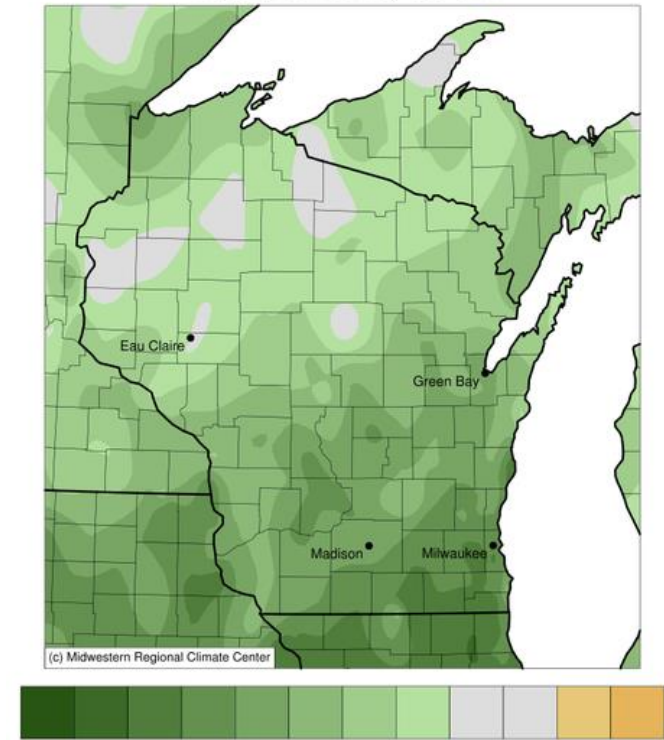 Eau Claire
Green Bay
Madison
Milwaukee
(c) Midwestern Regional Climate Center